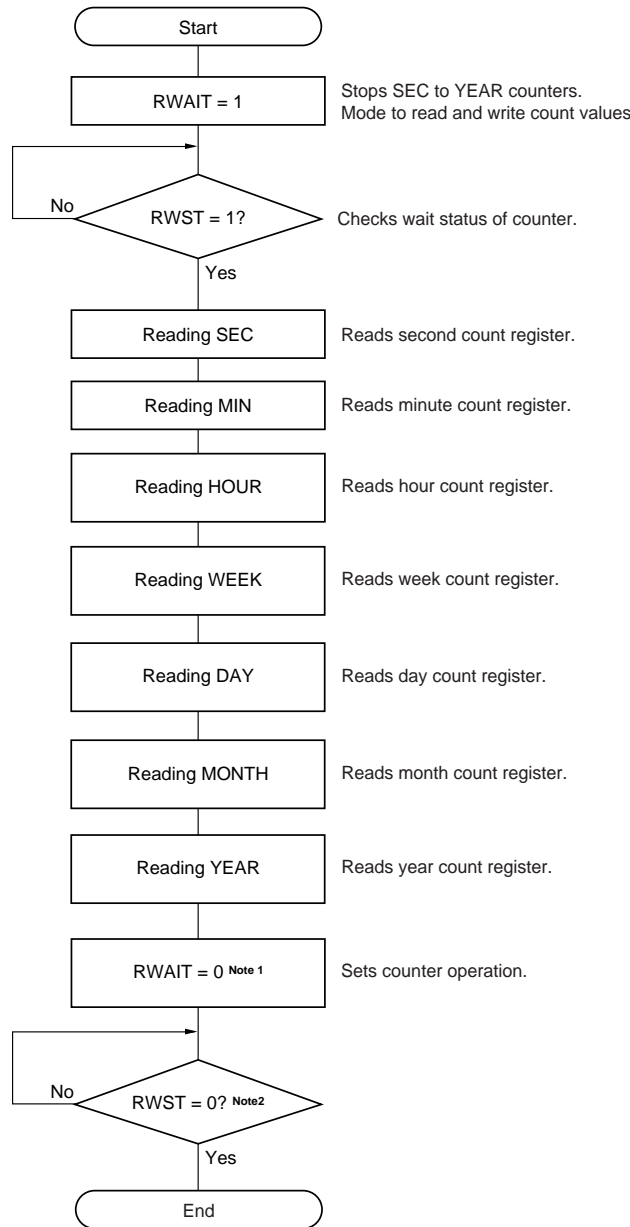 Start
RWAIT = 1
Stops SEC to YEAR counters.
Mode to read and write count values
No
RWST = 1?
Checks wait status of counter.
Yes
Reading SEC
Reads second count register.
Reading MIN
Reads minute count register.
Reading HOUR
Reads hour count register.
Reading WEEK
Reads week count register.
Reading DAY
Reads day count register.
Reading MONTH
Reads month count register.
Reading YEAR
Reads year count register.
RWAIT = 0 Note 1
Sets counter operation.
No
RWST = 0? Note2
Yes
End